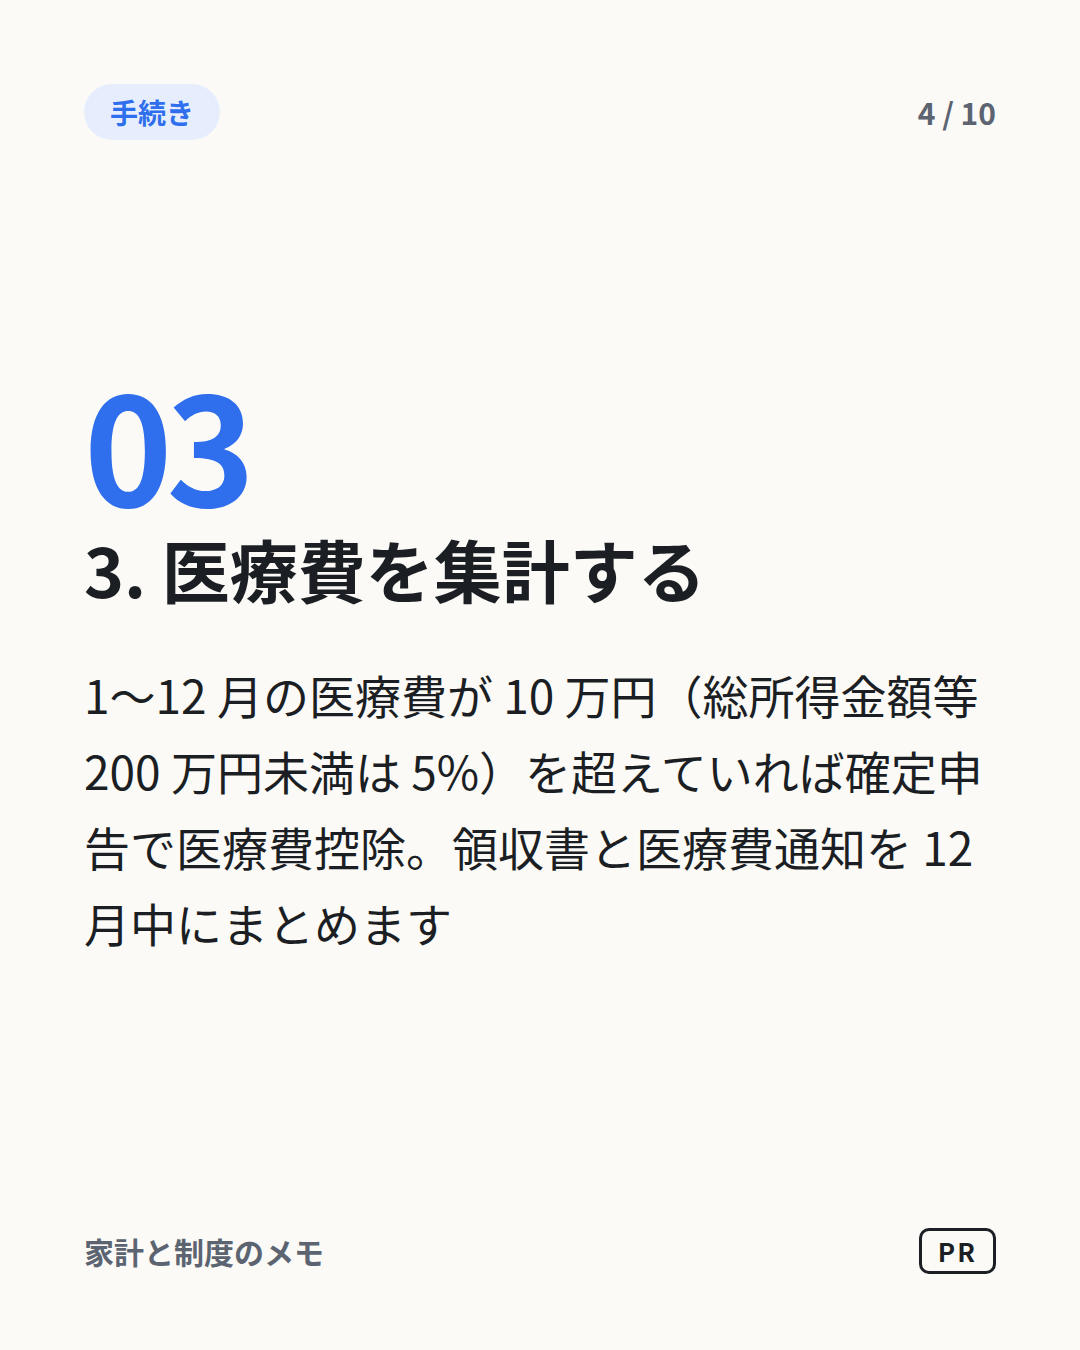 手続き
4 / 10
03
3. 医療費を集計する
1〜12 月の医療費が 10 万円（総所得金額等
200 万円未満は 5%）を超えていれば確定申
告で医療費控除。領収書と医療費通知を 12
月中にまとめます
家計と制度のメモ
PR